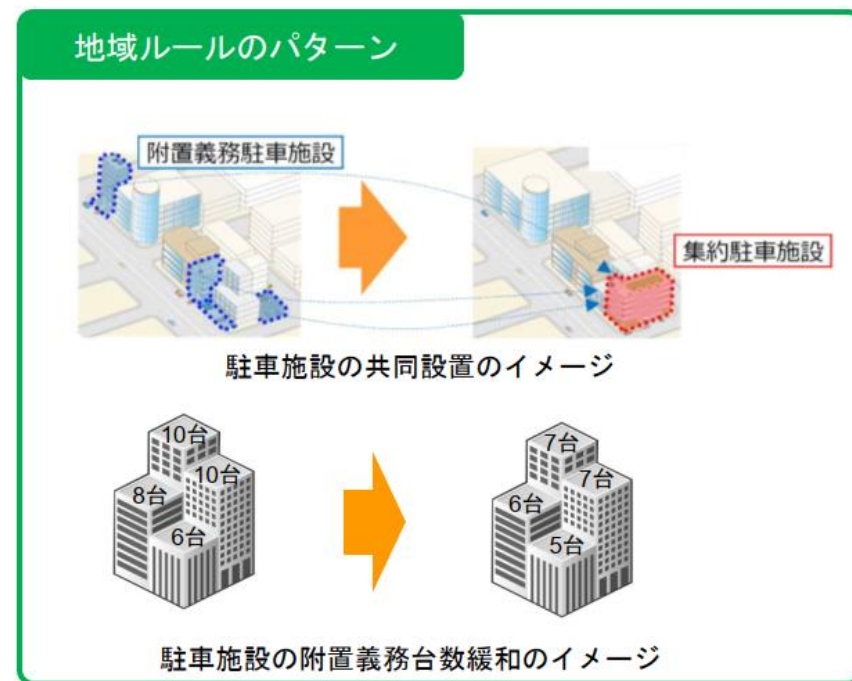 地域ルールのパターン
附置義務駐車施設
集約駐車施設
駐車施設の共同設置のイメージ
10台
10台
8台
6台
7台
7台
6台
5台
駐車施設の附置義務台数緩和のイメージ